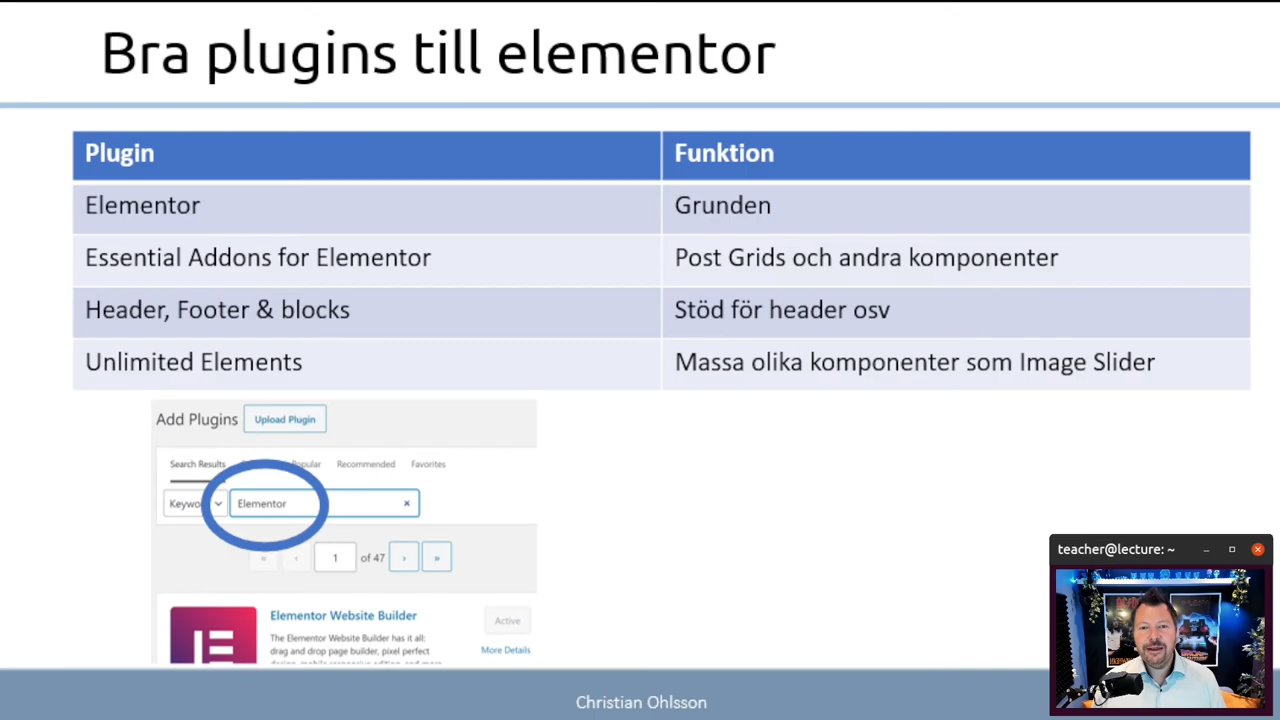 Bra plugins till elementor
Plugin Funktion
Elementor Grunden
Essential Addons for Elementor Post Grids och andra komponenter
Header, Footer & blocks Stöd för header osv
Unlimited Elements Massa olika komponenter som Image Slider
Add Plugins Upload Plugin
Search Results Recommended Favorites
Elementor ×
« ‹ 1 of 47 › »
Elementor Website Builder Active
The Elementor Website Builder has it all:
drag and drop page builder, pixel perfect
More Details
teacher@lecture: ~
Christian Ohlsson